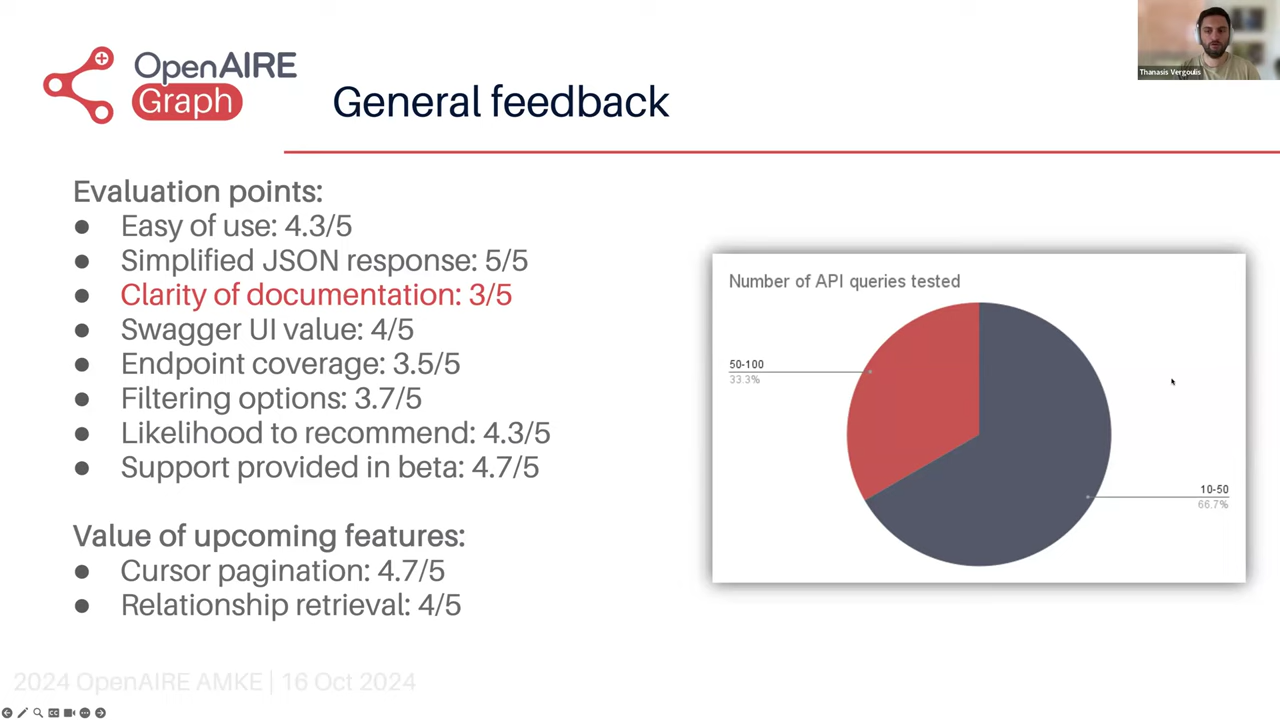 OpenAIRE
Graph
General feedback
Thanasis Vergoulis
Evaluation points:
● Easy of use: 4.3/5
● Simplified JSON response: 5/5
● Clarity of documentation: 3/5
● Swagger UI value: 4/5
● Endpoint coverage: 3.5/5
● Filtering options: 3.7/5
● Likelihood to recommend: 4.3/5
● Support provided in beta: 4.7/5
Value of upcoming features:
● Cursor pagination: 4.7/5
● Relationship retrieval: 4/5
Number of API queries tested
50-100
33.3%
10-50
66.7%
2024 OpenAIRE AMKE | 16 Oct 2024